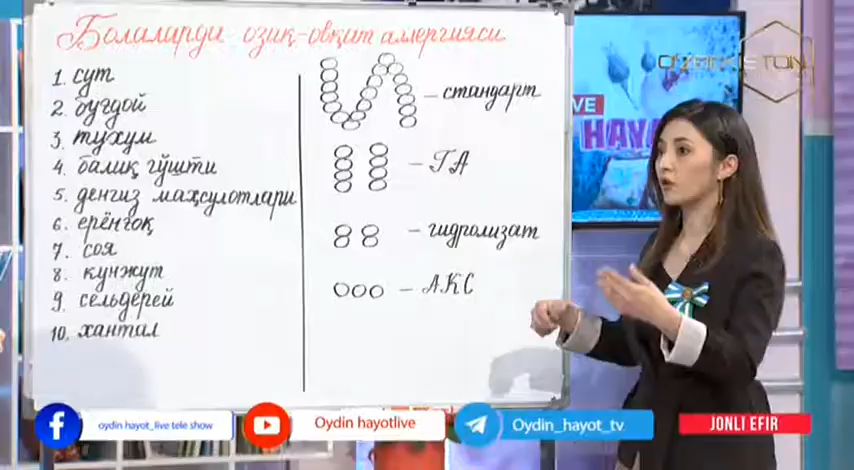 Болаларди озиқ-овқат аллергияси
1. сут
2. буғдой
3. тухум
4. балиқ гўшти
5. денгиз маҳсулотлари
6. ерёнғоқ
7. соя
8. кунжут
9. сельдерей
10. хантал
– стандарт
– ГА
– гидролизат
– АКС
O'ZBEKISTON
VE
HAYA
oydin hayot_live tele show
Oydin hayotlive
Oydin_hayot_tv
JONLI EFIR